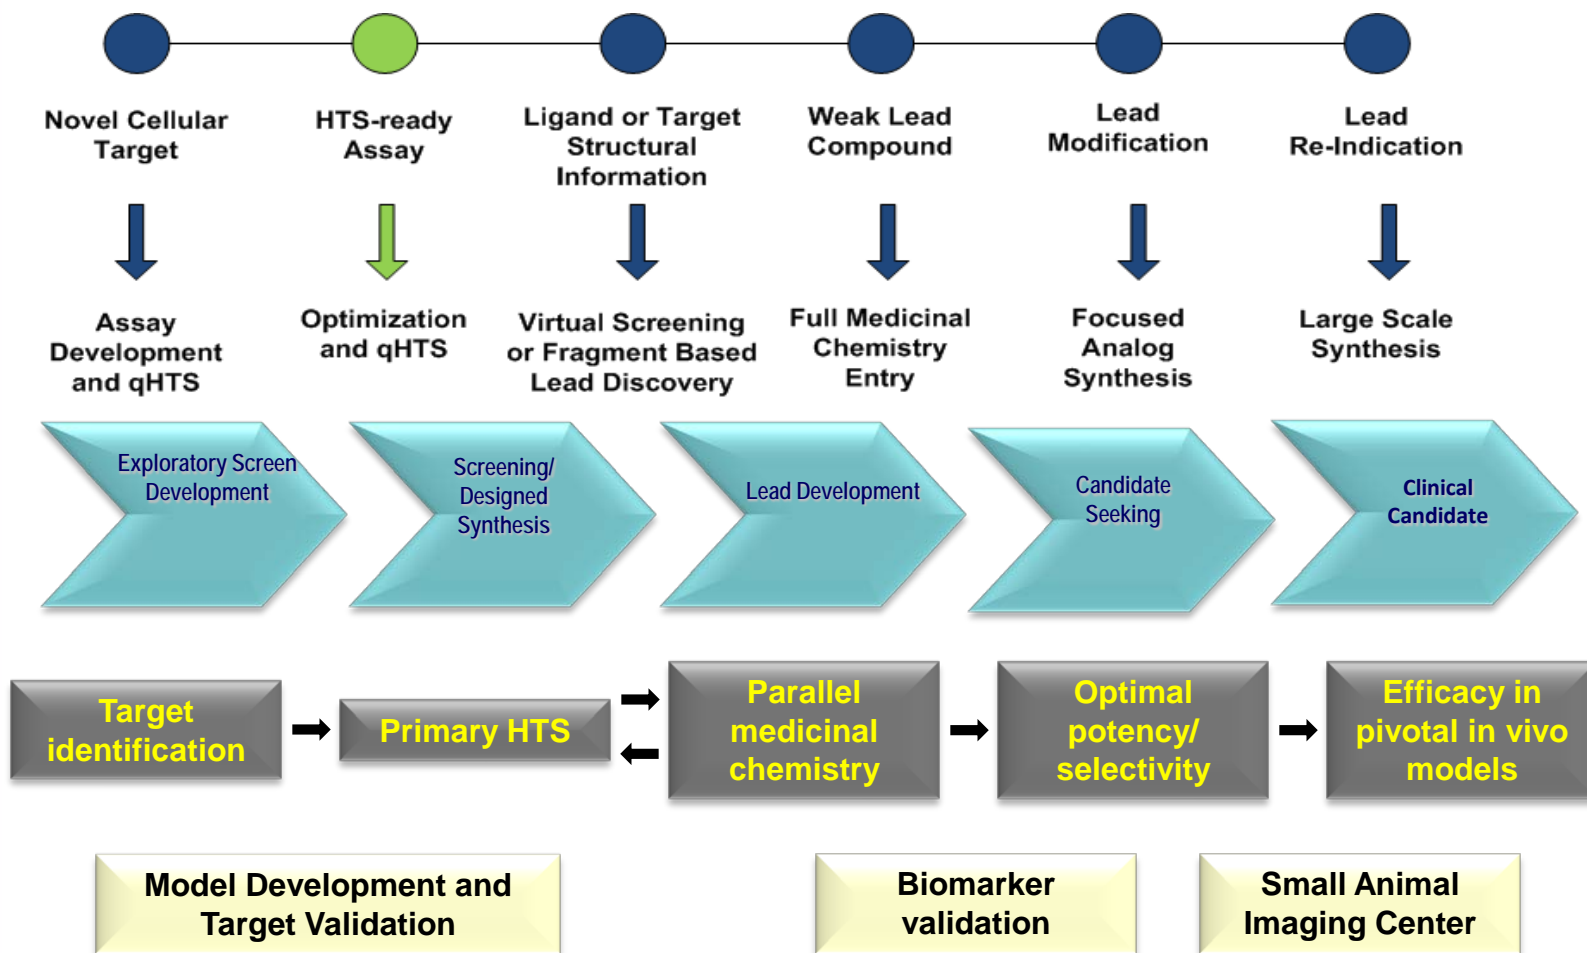 Novel Cellular
Target
HTS-ready
Assay
Ligand or Target
Structural
Information
Weak Lead
Compound
Lead
Modification
Lead
Re-Indication
Assay
Development
and qHTS
Optimization
and qHTS
Virtual Screening
or Fragment Based
Lead Discovery
Full Medicinal
Chemistry
Entry
Focused
Analog
Synthesis
Large Scale
Synthesis
Exploratory Screen
Development
Screening/
Designed
Synthesis
Lead Development
Candidate
Seeking
Clinical
Candidate
Target
identification
Primary HTS
Parallel
medicinal
chemistry
Optimal
potency/
selectivity
Efficacy in
pivotal in vivo
models
Model Development and
Target Validation
Biomarker
validation
Small Animal
Imaging Center